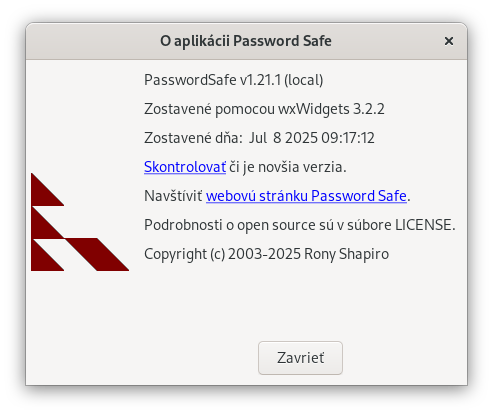 O aplikácii Password Safe
PasswordSafe v1.21.1 (local)
Zostavené pomocou wxWidgets 3.2.2
Zostavené dňa:  Jul  8 2025 09:17:12
Skontrolovať či je novšia verzia.
Navštíviť webovú stránku Password Safe.
Podrobnosti o open source sú v súbore LICENSE.
Copyright (c) 2003-2025 Rony Shapiro
Zavrieť